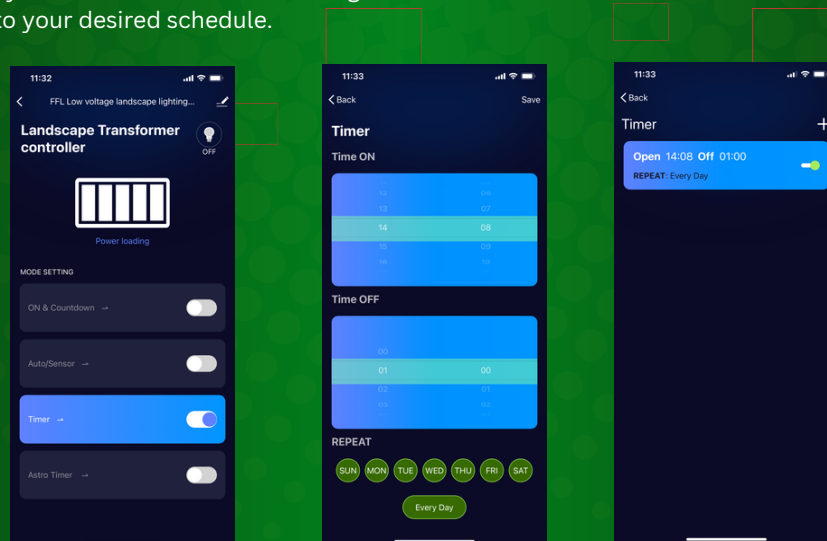 to your desired schedule.
11:32
FFL Low voltage landscape lighting...
Landscape Transformer
controller
OFF
Power loading
MODE SETTING
ON & Countdown →
Auto/Sensor →
Timer →
Astro Timer →
11:33
Back
Save
Timer
Time ON
12 06
13 07
14 08
15 09
16 10
Time OFF
00
01 00
02 01
03 02
REPEAT
SUN MON TUE WED THU FRI SAT
Every Day
11:33
Back
Timer
Open 14:08 Off 01:00
REPEAT: Every Day